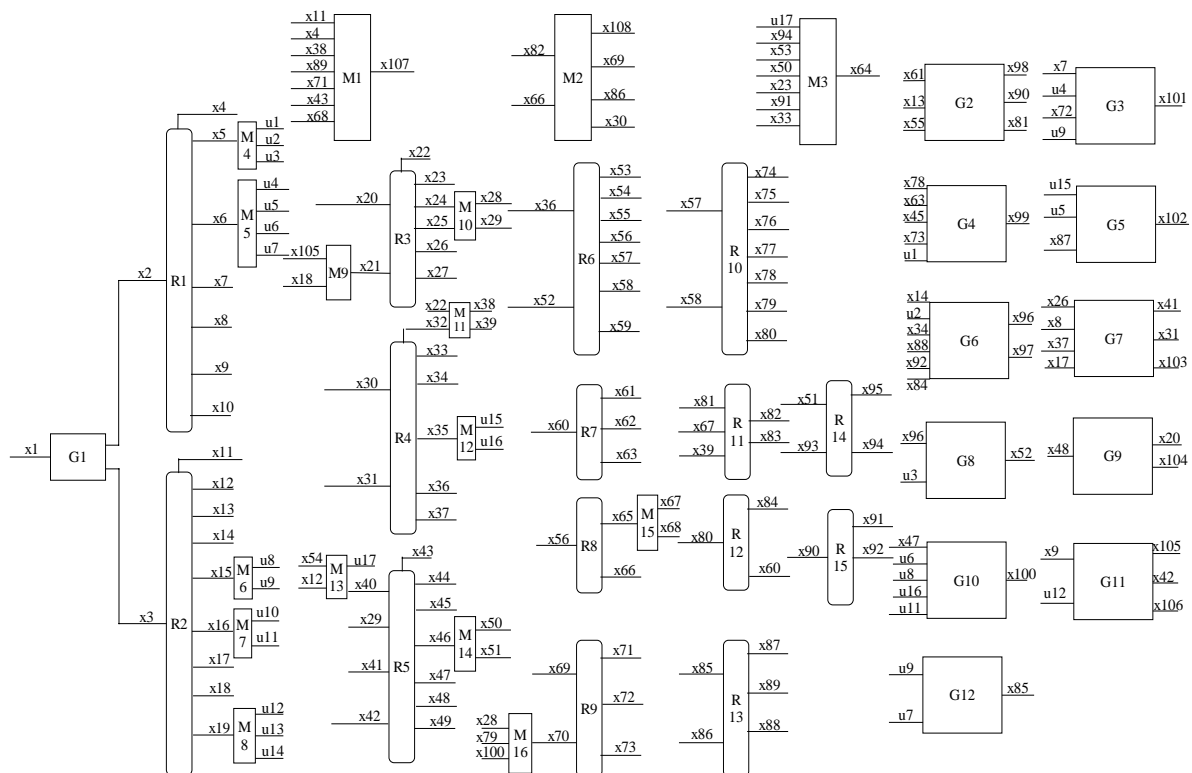 x11
x4
x38
x89
x71
x43
x68
M1
x107
x82
x66
M2
x108
x69
x86
x30
u17
x94
x53
x50
x23
x91
x33
M3
x64
x61
x13
x55
G2
x98
x90
x81
x7
u4
x72
u9
G3
x101
x1
G1
x2
x3
R1
x4
x5
x6
x7
x8
x9
x10
M
4
u1
u2
u3
M
5
u4
u5
u6
u7
x105
x18
M9
x21
x20
R3
x22
x23
x24
x25
x26
x27
M
10
x28
x29
x36
x52
R6
x53
x54
x55
x56
x57
x58
x59
x57
x58
R
10
x74
x75
x76
x77
x78
x79
x80
x78
x63
x45
x73
u1
G4
x99
u15
u5
x87
G5
x102
x22
x32
M
11
x38
x39
x30
x31
R4
x33
x34
x35
x36
x37
M
12
u15
u16
x14
u2
x34
x88
x92
x84
G6
x96
x97
x26
x8
x37
x17
G7
x41
x31
x103
x60
R7
x61
x62
x63
x81
x67
x39
R
11
x82
x83
x51
x93
R
14
x95
x94
x96
u3
G8
x52
x48
G9
x20
x104
R2
x11
x12
x13
x14
x15
x16
x17
x18
x19
M
6
u8
u9
M
7
u10
u11
M
8
u12
u13
u14
x54
x12
M
13
u17
x40
x29
x41
x42
R5
x43
x44
x45
x46
x47
x48
x49
M
14
x50
x51
x56
R8
x65
x66
M
15
x67
x68
x80
R
12
x84
x60
x90
R
15
x91
x92
x47
u6
u8
u16
u11
G10
x100
x9
u12
G11
x105
x42
x106
x28
x79
x100
M
16
x69
x70
R9
x71
x72
x73
x85
x86
R
13
x87
x89
x88
u9
u7
G12
x85